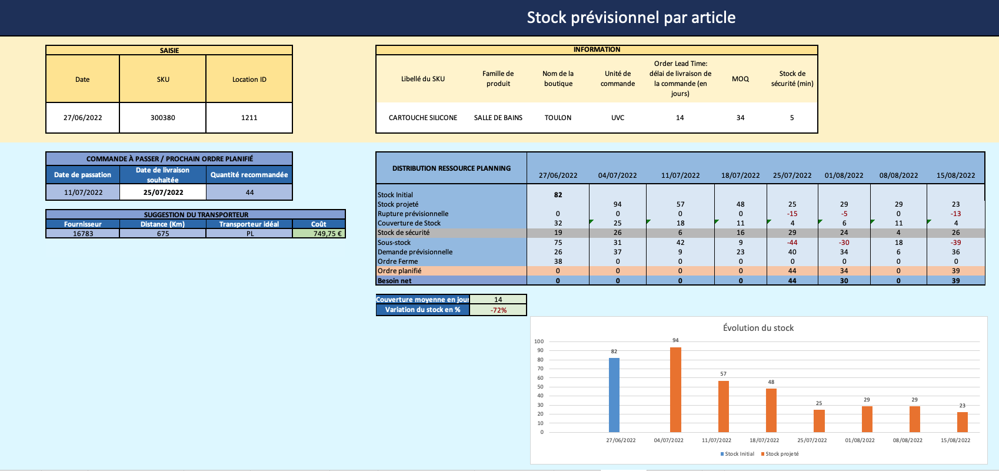 Stock prévisionnel par article
SAISIE
Date SKU Location ID
27/06/2022 300380 1211
INFORMATION
Libellé du SKU
Famille de
produit
Nom de la
boutique
Unité de
commande
Order Lead Time:
délai de livraison de
la commande (en
jours)
MOQ
Stock de
sécurité (min)
CARTOUCHE SILICONE SALLE DE BAINS TOULON UVC 14 34 5
COMMANDE À PASSER / PROCHAIN ORDRE PLANIFIÉ
Date de passation
Date de livraison
souhaitée
Quantité recommandée
11/07/2022 25/07/2022 44
SUGGESTION DU TRANSPORTEUR
Fournisseur Distance (Km) Transporteur idéal Coût
16783 675 PL 749,75 €
DISTRIBUTION RESSOURCE PLANNING 27/06/2022 04/07/2022 11/07/2022 18/07/2022 25/07/2022 01/08/2022 08/08/2022 15/08/2022
Stock Initial 82
Stock projeté 94 57 48 25 29 29 23
Rupture prévisionnelle 0 0 0 0 -15 -5 0 -13
Couverture de Stock 32 25 18 11 4 6 11 4
Stock de sécurité 19 26 6 16 29 24 4 26
Sous-stock 75 31 42 9 -44 -30 18 -39
Demande prévisionnelle 26 37 9 23 40 34 6 36
Ordre Ferme 38 0 0 0 0 0 0 0
Ordre planifié 0 0 0 0 44 34 0 39
Besoin net 0 0 0 0 44 30 0 39
Couverture moyenne en jour 14
Variation du stock en % -72%
Évolution du stock
100
90
80
70
60
50
40
30
20
10
0
82 94 57 48 25 29 29 23
27/06/2022 04/07/2022 11/07/2022 18/07/2022 25/07/2022 01/08/2022 08/08/2022 15/08/2022
Stock Initial Stock projeté